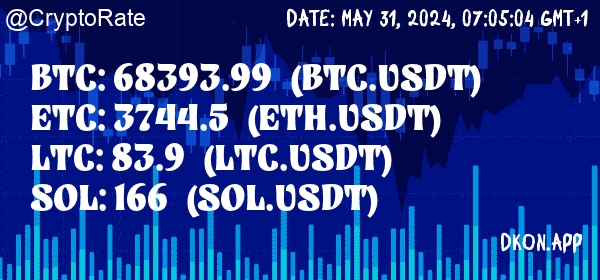 @CryptoRate
DATE: MAY 31, 2024, 07:05:04 GMT+1
BTC: 68393.99 (BTC.USDT)
ETC: 3744.5 (ETH.USDT)
LTC: 83.9 (LTC.USDT)
SOL: 166 (SOL.USDT)
DKON.APP